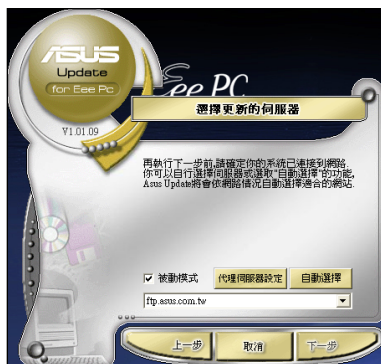 ASUS
Update
for Eee Pc
V1.01.09
Eee PC
選擇更新的伺服器
再執行下一步前,請確定你的系統已連接到網路.
你可以自行選擇伺服器或選取"自動選擇"的功能,
Asus Update將會依網路情況自動選擇適合的網站.
被動模式
代理伺服器設定
自動選擇
ftp.asus.com.tw
上一步
取消
下一步